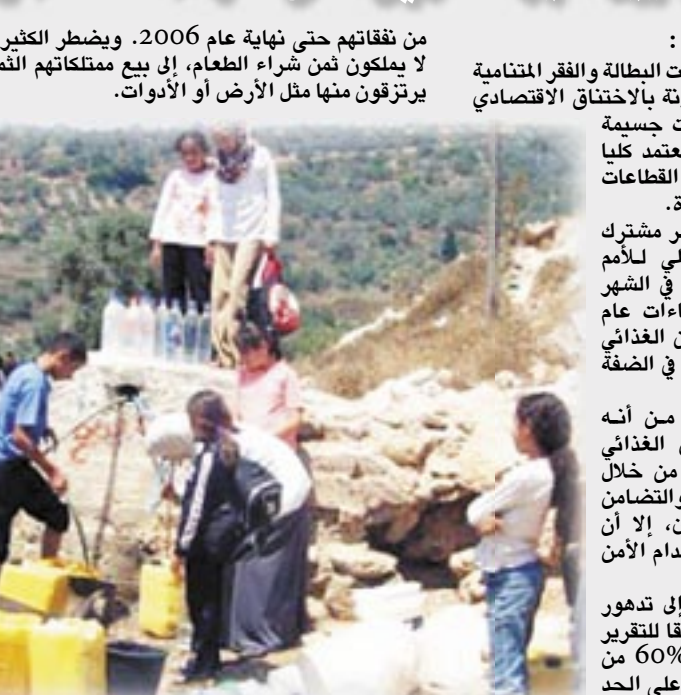 :
ت البطالة والفقر المتنامية
نة بالاختناق الاقتصادي
ت جسيمة
عتمد كليا
القطاعات
ة.
ر مشترك
لي للأمم
في الشهر
اءات عام
ن الغذائي
في الضفة
من أنه
الغذائي
من خلال
والتضامن
ن، إلا أن
دام الأمن
إلى تدهور
قا للتقرير
60% من
على الحد
من نفقاتهم حتى نهاية عام 2006. ويضطر الكثير
لا يملكون ثمن شراء الطعام، إلى بيع ممتلكاتهم الثم
يرتزقون منها مثل الأرض أو الأدوات.